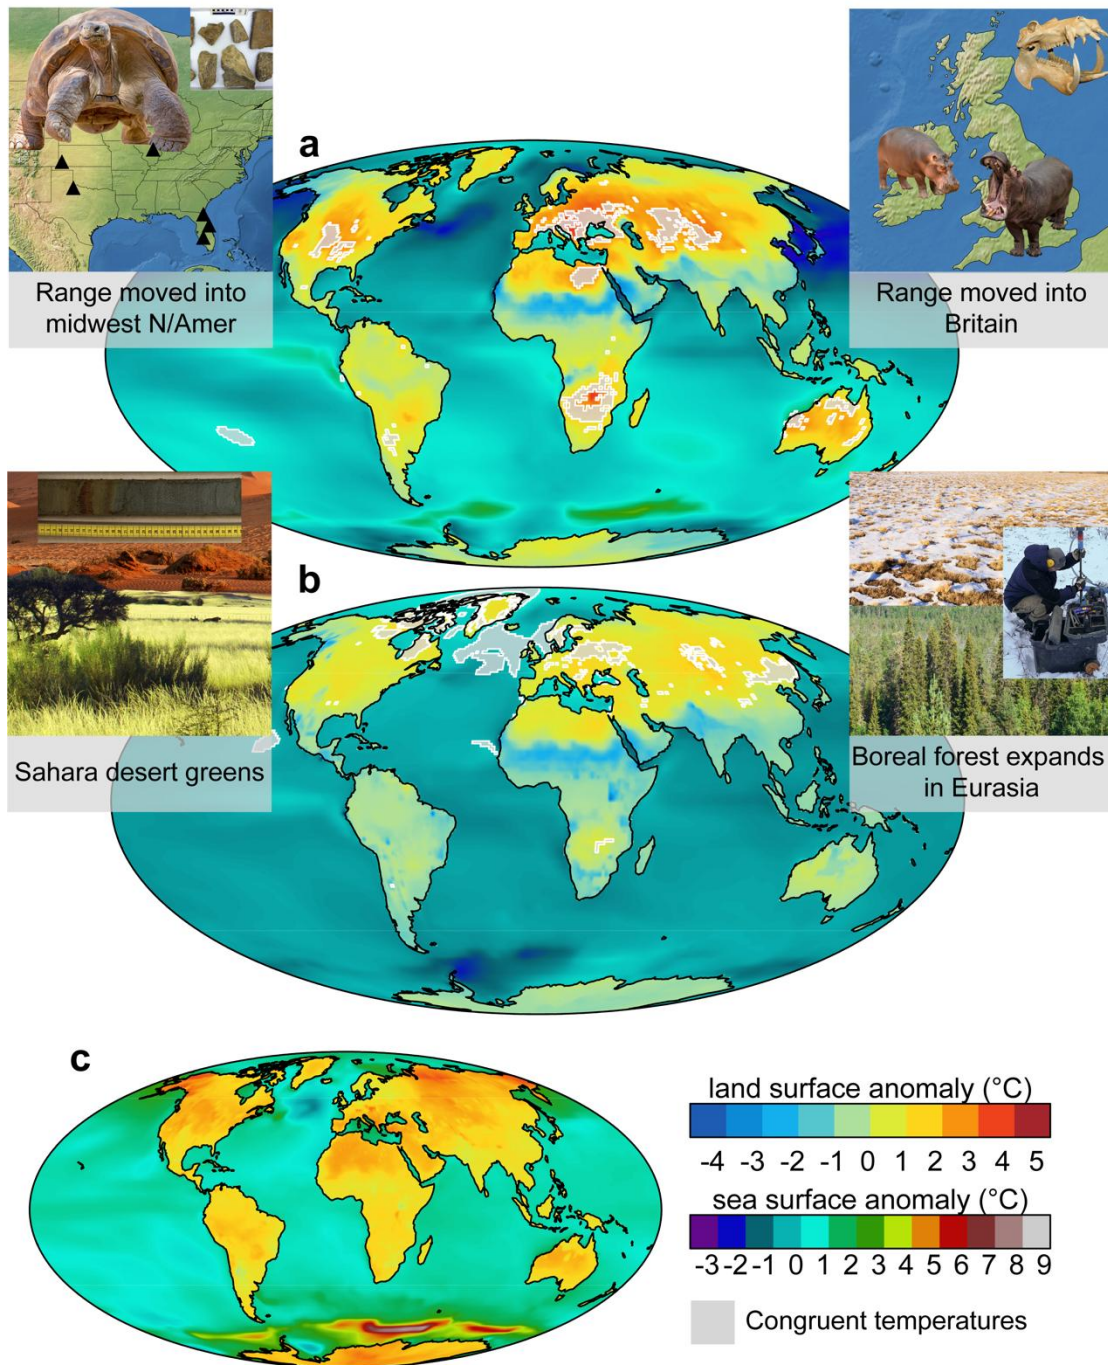 a
Range moved into
midwest N/Amer
Range moved into
Britain
b
Sahara desert greens
Boreal forest expands
in Eurasia
c
land surface anomaly (°C)
-4 -3 -2 -1 0 1 2 3 4 5
sea surface anomaly (°C)
-3 -2 -1 0 1 2 3 4 5 6 7 8 9
Congruent temperatures